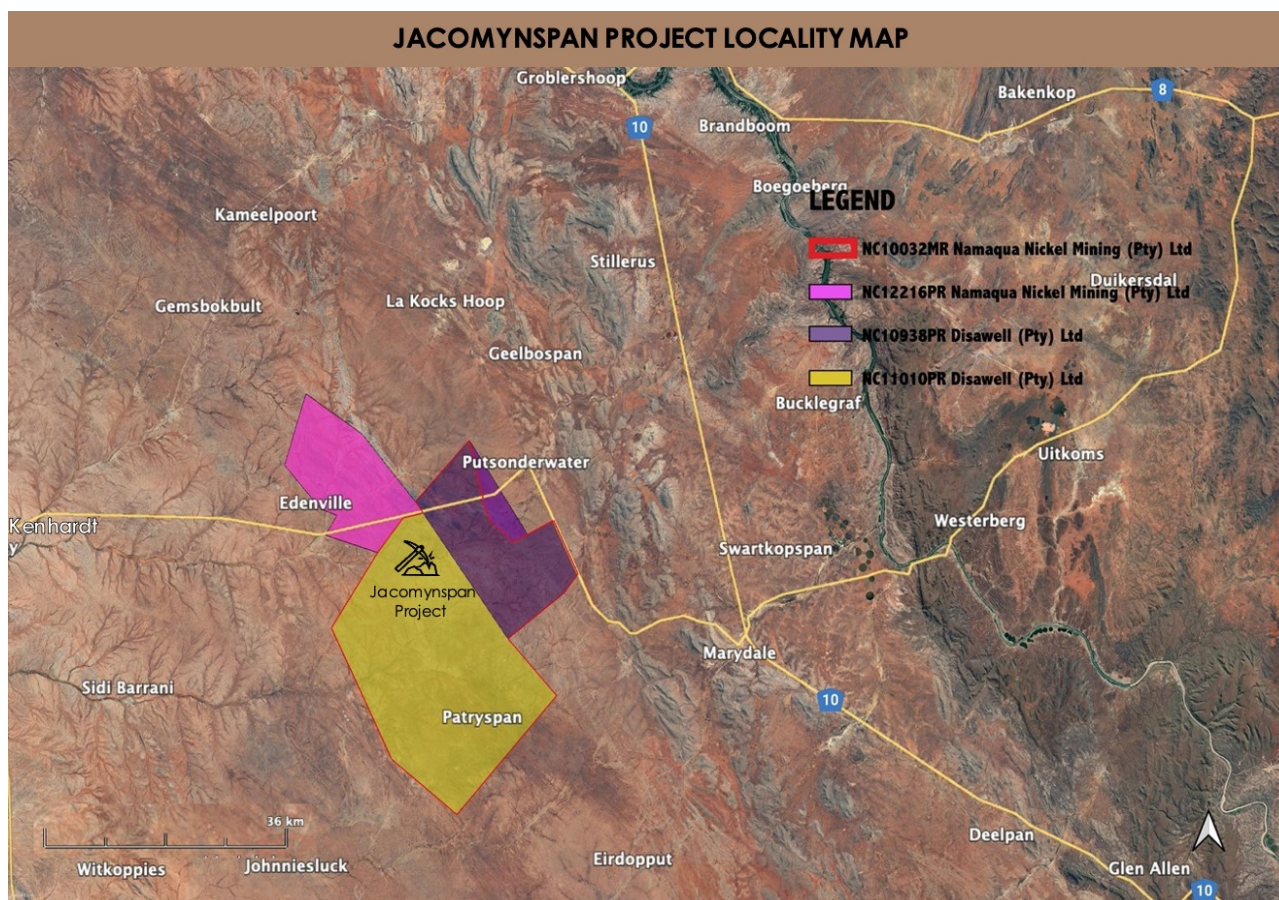 JACOMYNSPAN PROJECT LOCALITY MAP
Groblershoop
8
Bakenkop
10
Brandboom
Boegoeberg
LEGEND
Kameelpoort
NC10032MR Namaqua Nickel Mining (Pty) Ltd
Stillerus
Duikersdal
NC12216PR Namaqua Nickel Mining (Pty) Ltd
La Kocks Hoop
Gemsbokbult
NC10938PR Disawell (Pty) Ltd
Geelbospan
NC11010PR Disawell (Pty) Ltd
Bucklegraf
Uitkoms
Putsonderwater
Edenville
Kenhardt
y
Westerberg
Swartkopspan
Jacomynspan
Project
Marydale
Sidi Barrani
10
Patryspan
36 km
Deelpan
Eirdopput
Witkoppies
Johnniesluck
Glen Allen
10